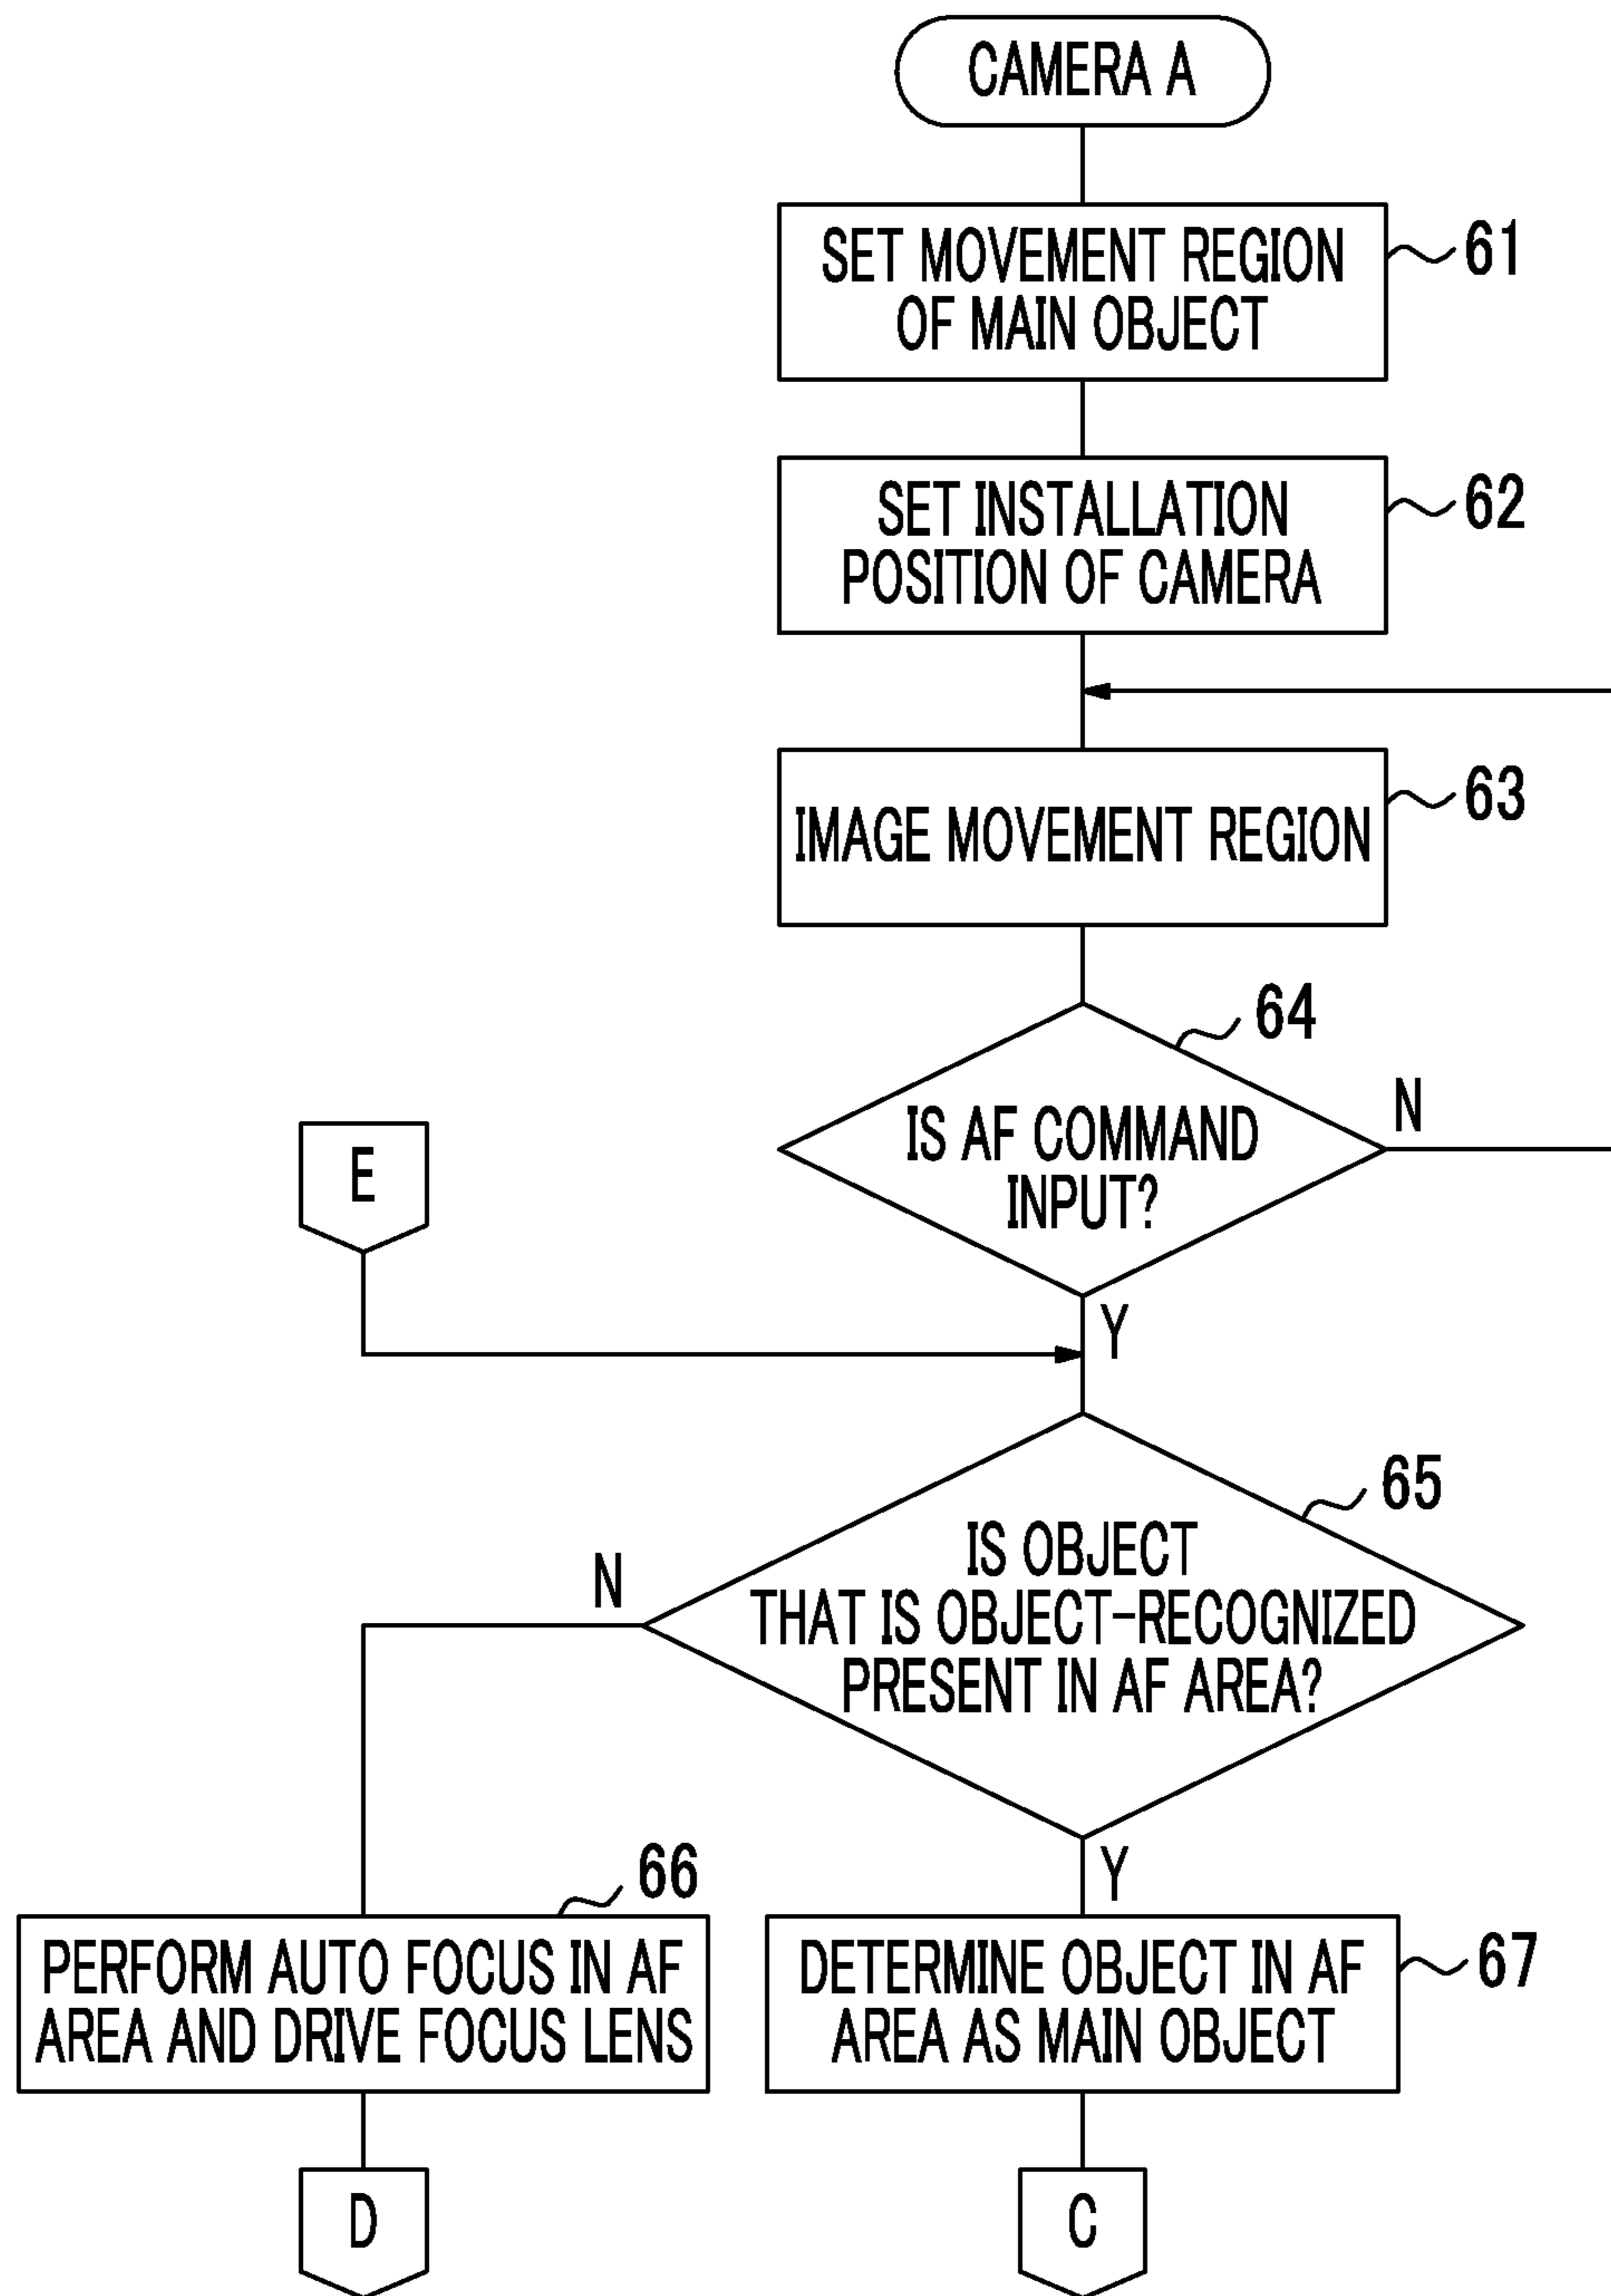 CAMERA A
SET MOVEMENT REGION
OF MAIN OBJECT
61
SET INSTALLATION
POSITION OF CAMERA
62
IMAGE MOVEMENT REGION
63
64
IS AF COMMAND
INPUT?
N
E
Y
65
IS OBJECT
THAT IS OBJECT-RECOGNIZED
PRESENT IN AF AREA?
N
Y
66
PERFORM AUTO FOCUS IN AF
AREA AND DRIVE FOCUS LENS
DETERMINE OBJECT IN AF
AREA AS MAIN OBJECT
67
D
C